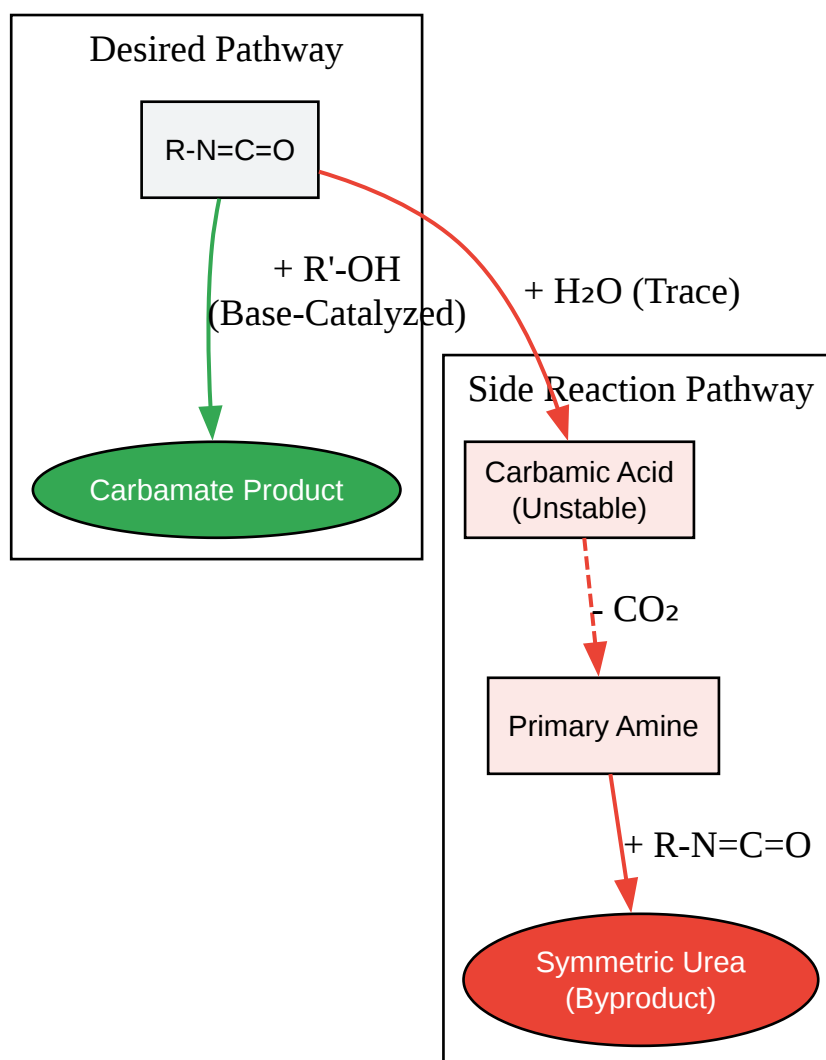 Desired Pathway
R-N=C=O
+ R'-OH
(Base-Catalyzed)
+ H₂O (Trace)
Carbamate Product
Side Reaction Pathway
Carbamic Acid
(Unstable)
- CO₂
Primary Amine
+ R-N=C=O
Symmetric Urea
(Byproduct)